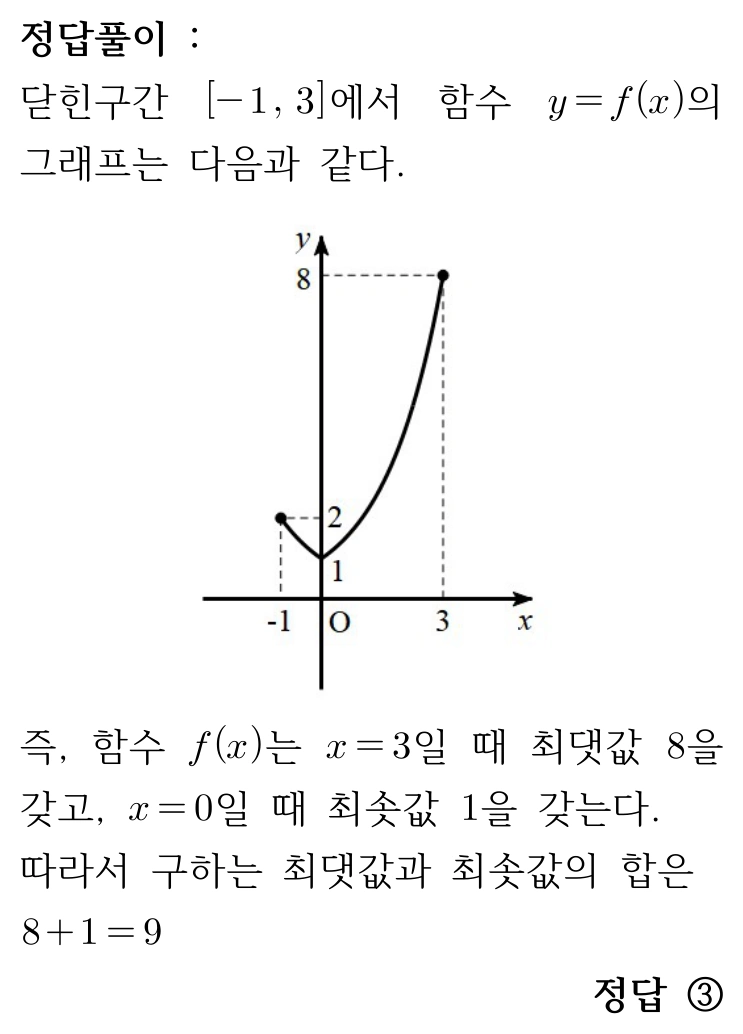 정답풀이 :
닫힌구간 [-1, 3]에서 함수 y=f(x)의
그래프는 다음과 같다.
y
8
2
1
-1 O 3 x
즉, 함수 f(x)는 x=3일 때 최댓값 8을
갖고, x=0일 때 최솟값 1을 갖는다.
따라서 구하는 최댓값과 최솟값의 합은
8+1=9
정답 ③